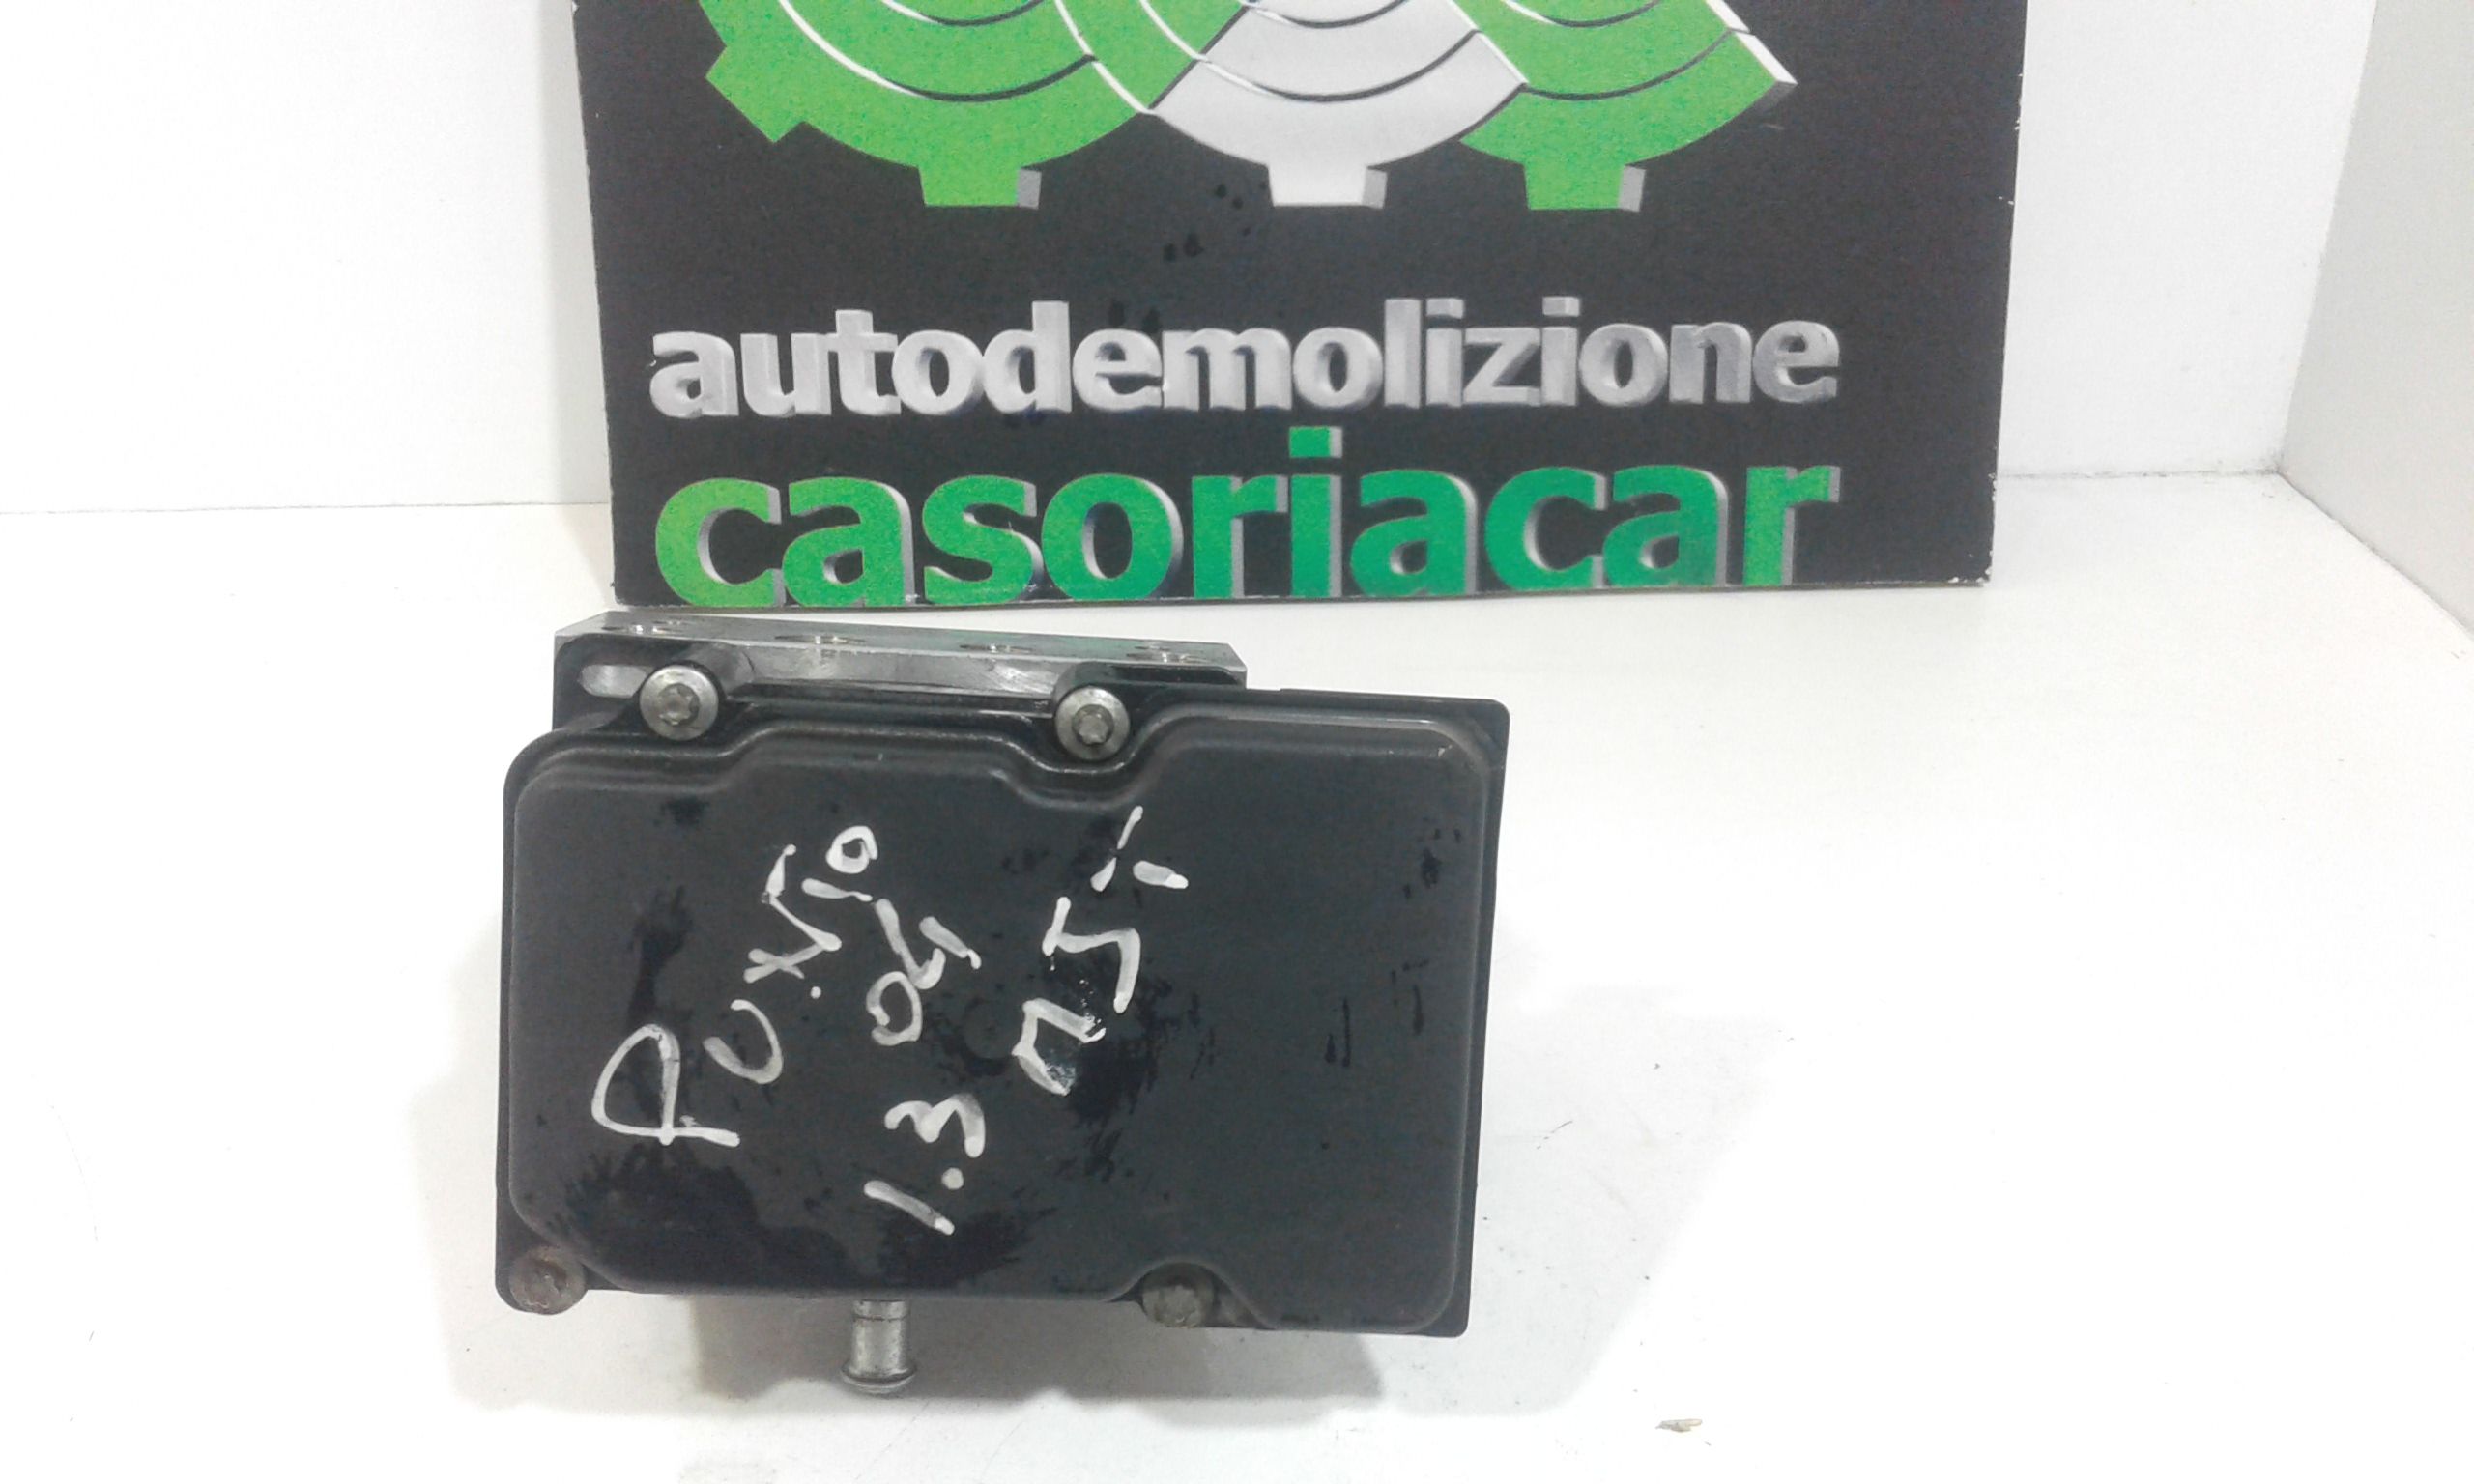 autodemolizione
casoriacar
PUNTO
1.3 05
MJT